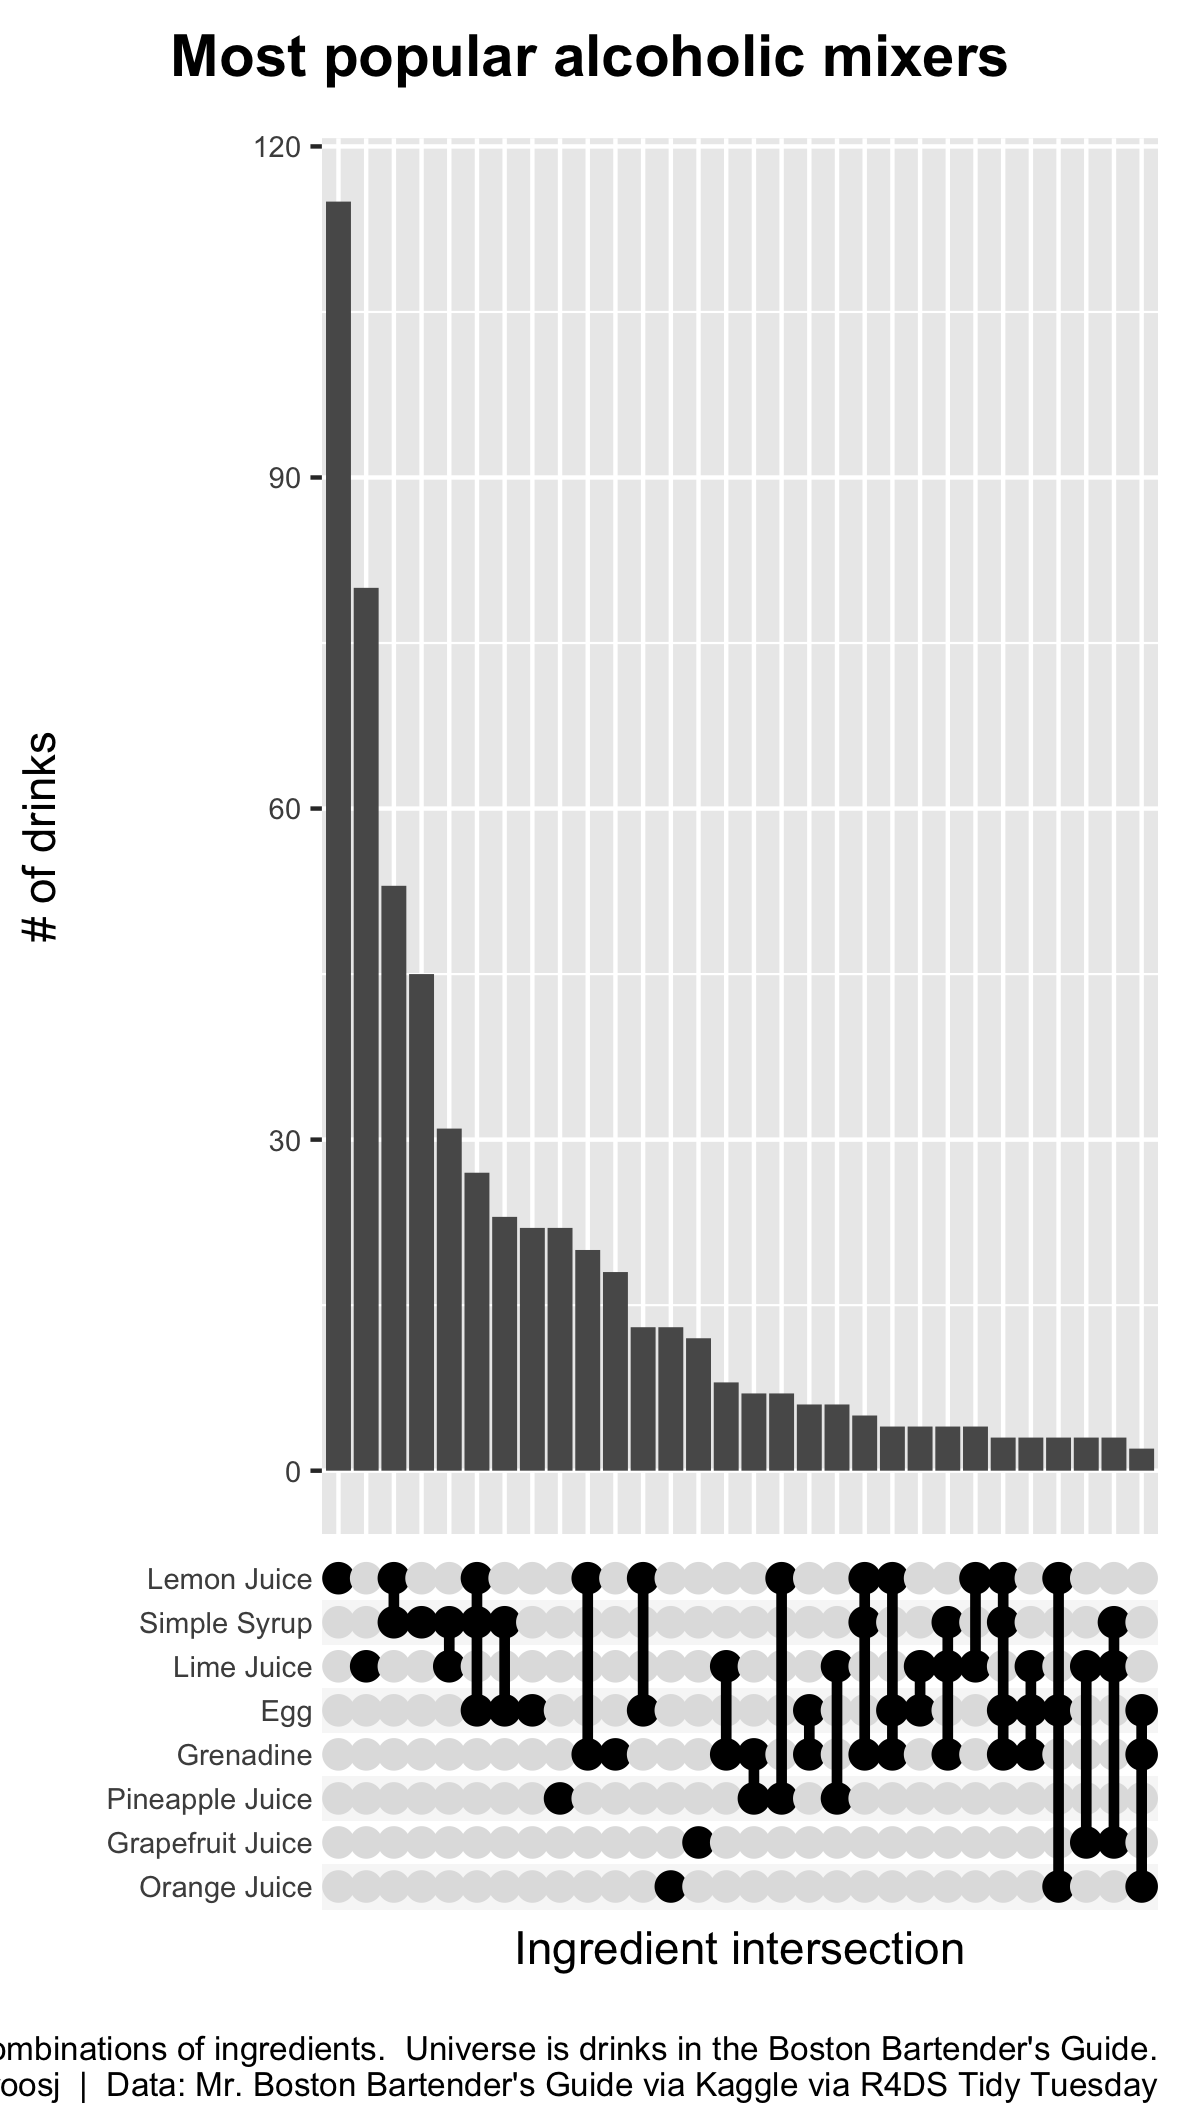 Most popular alcoholic mixers
# of drinks
120
90
60
30
0
Lemon Juice
Simple Syrup
Lime Juice
Egg
Grenadine
Pineapple Juice
Grapefruit Juice
Orange Juice
Ingredient intersection
of ingredients.  Universe is drinks in the Boston Bartender's Guide.
| Data: Mr. Boston Bartender's Guide via Kaggle via R4DS Tidy Tuesday